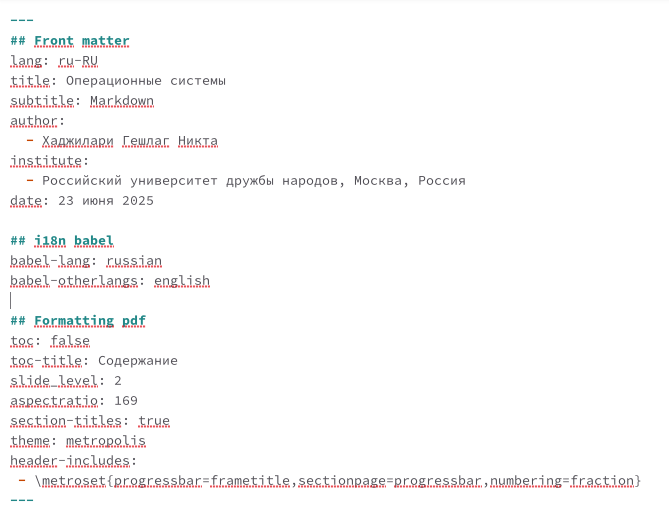 ---
## Front matter
lang: ru-RU
title: Операционные системы
subtitle: Markdown
author:
  - Хаджилари Гешлаг Никта
institute:
  - Российский университет дружбы народов, Москва, Россия
date: 23 июня 2025

## i18n babel
babel-lang: russian
babel-otherlangs: english

## Formatting pdf
toc: false
toc-title: Содержание
slide_level: 2
aspectratio: 169
section-titles: true
theme: metropolis
header-includes:
 - \metroset{progressbar=frametitle,sectionpage=progressbar,numbering=fraction}
---